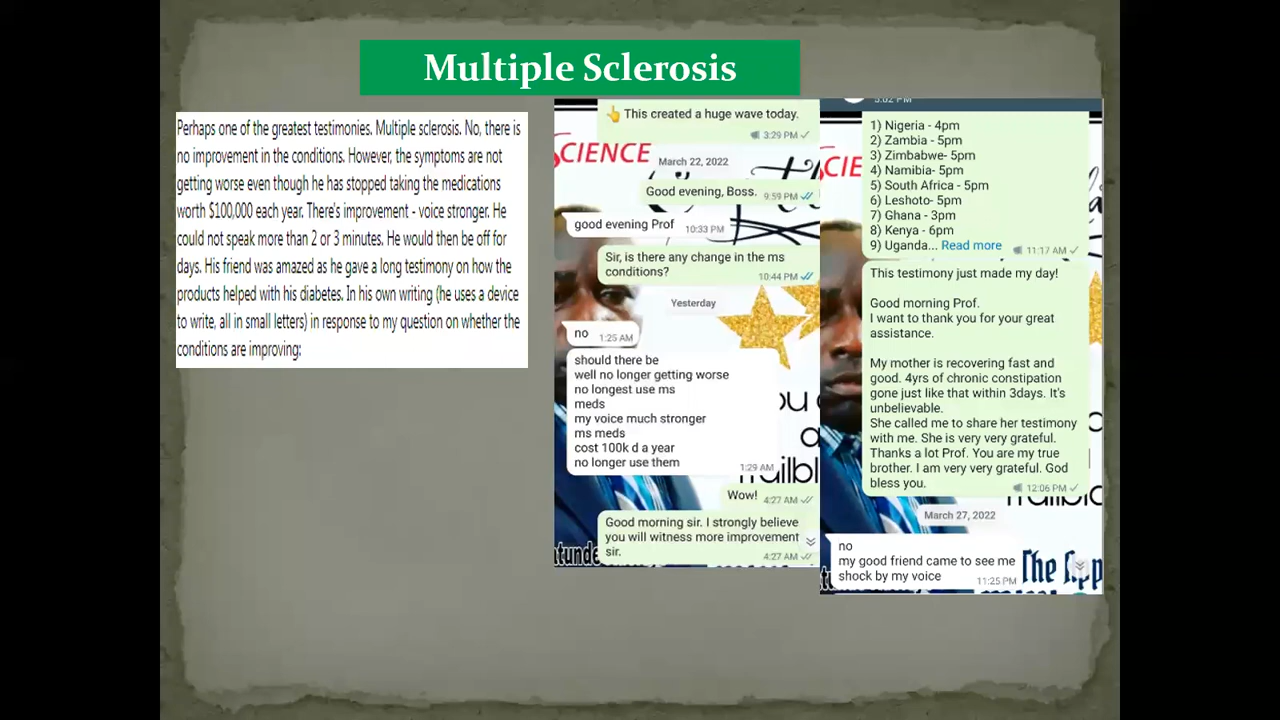 Multiple Sclerosis
Perhaps one of the greatest testimonies. Multiple sclerosis. No, there is
no improvement in the conditions. However, the symptoms are not
getting worse even though he has stopped taking the medications
worth $100,000 each year. There's improvement - voice stronger. He
could not speak more than 2 or 3 minutes. He would then be off for
days. His friend was amazed as he gave a long testimony on how the
products helped with his diabetes. In his own writing (he uses a device
to write, all in small letters) in response to my question on whether the
conditions are improving:
👆 This created a huge wave today.
3:29 PM
SCIENCE
March 22, 2022
Good evening, Boss.
9:59 PM
good evening Prof
10:33 PM
Sir, is there any change in the ms
conditions?
10:44 PM
Yesterday
no
1:25 AM
should there be
well no longer getting worse
no longest use ms
meds
my voice much stronger
ms meds
cost 100k d a year
no longer use them
1:29 AM
Wow!
4:27 AM
Good morning sir. I strongly believe
you will witness more improvement
sir.
4:27 AM
5:02 PM
1) Nigeria - 4pm
2) Zambia - 5pm
3) Zimbabwe- 5pm
4) Namibia- 5pm
5) South Africa - 5pm
6) Leshoto- 5pm
7) Ghana - 3pm
8) Kenya - 6pm
9) Uganda... Read more
11:17 AM
This testimony just made my day!
Good morning Prof.
I want to thank you for your great
assistance.
My mother is recovering fast and
good. 4yrs of chronic constipation
gone just like that within 3days. It's
unbelievable.
She called me to share her testimony
with me. She is very very grateful.
Thanks a lot Prof. You are my true
brother. I am very very grateful. God
bless you.
12:06 PM
March 27, 2022
no
my good friend came to see me
shock by my voice
11:25 PM